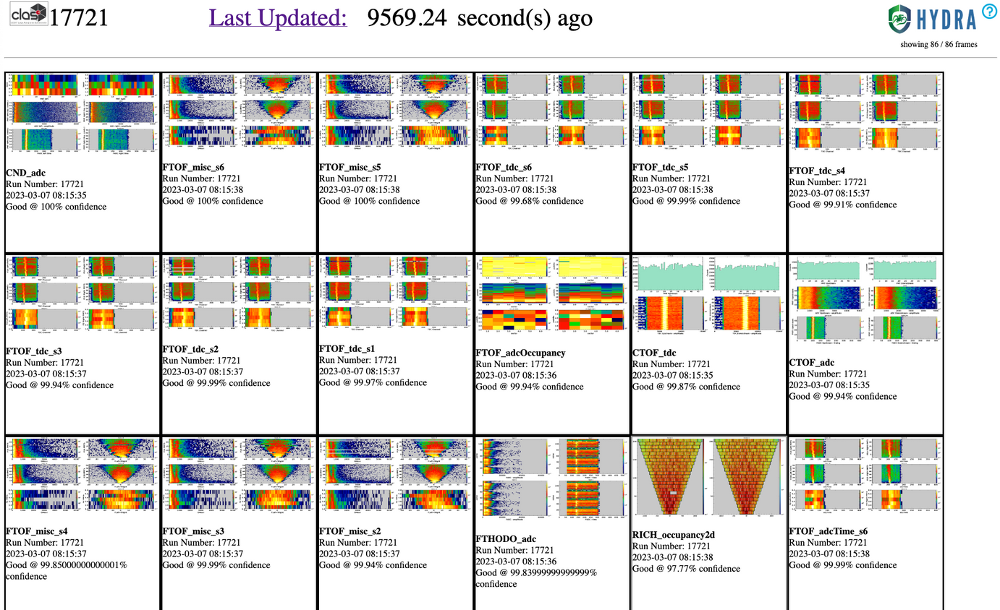 clas
17721
Last Updated: 9569.24 second(s) ago
HYDRA
?
showing 86 / 86 frames
CND_adc
Run Number: 17721
2023-03-07 08:15:35
Good @ 100% confidence
FTOF_misc_s6
Run Number: 17721
2023-03-07 08:15:38
Good @ 100% confidence
FTOF_misc_s5
Run Number: 17721
2023-03-07 08:15:38
Good @ 100% confidence
FTOF_tdc_s6
Run Number: 17721
2023-03-07 08:15:38
Good @ 99.68% confidence
FTOF_tdc_s5
Run Number: 17721
2023-03-07 08:15:38
Good @ 99.99% confidence
FTOF_tdc_s4
Run Number: 17721
2023-03-07 08:15:37
Good @ 99.91% confidence
FTOF_tdc_s3
Run Number: 17721
2023-03-07 08:15:37
Good @ 99.94% confidence
FTOF_tdc_s2
Run Number: 17721
2023-03-07 08:15:37
Good @ 99.99% confidence
FTOF_tdc_s1
Run Number: 17721
2023-03-07 08:15:37
Good @ 99.97% confidence
FTOF_adcOccupancy
Run Number: 17721
2023-03-07 08:15:36
Good @ 99.94% confidence
CTOF_tdc
Run Number: 17721
2023-03-07 08:15:35
Good @ 99.87% confidence
CTOF_adc
Run Number: 17721
2023-03-07 08:15:35
Good @ 99.94% confidence
FTOF_misc_s4
Run Number: 17721
2023-03-07 08:15:37
Good @ 99.85000000000001%
confidence
FTOF_misc_s3
Run Number: 17721
2023-03-07 08:15:37
Good @ 99.99% confidence
FTOF_misc_s2
Run Number: 17721
2023-03-07 08:15:37
Good @ 99.94% confidence
FTHODO_adc
Run Number: 17721
2023-03-07 08:15:36
Good @ 99.83999999999999%
confidence
RICH_occupancy2d
Run Number: 17721
2023-03-07 08:15:38
Good @ 97.77% confidence
FTOF_adcTime_s6
Run Number: 17721
2023-03-07 08:15:38
Good @ 99.99% confidence